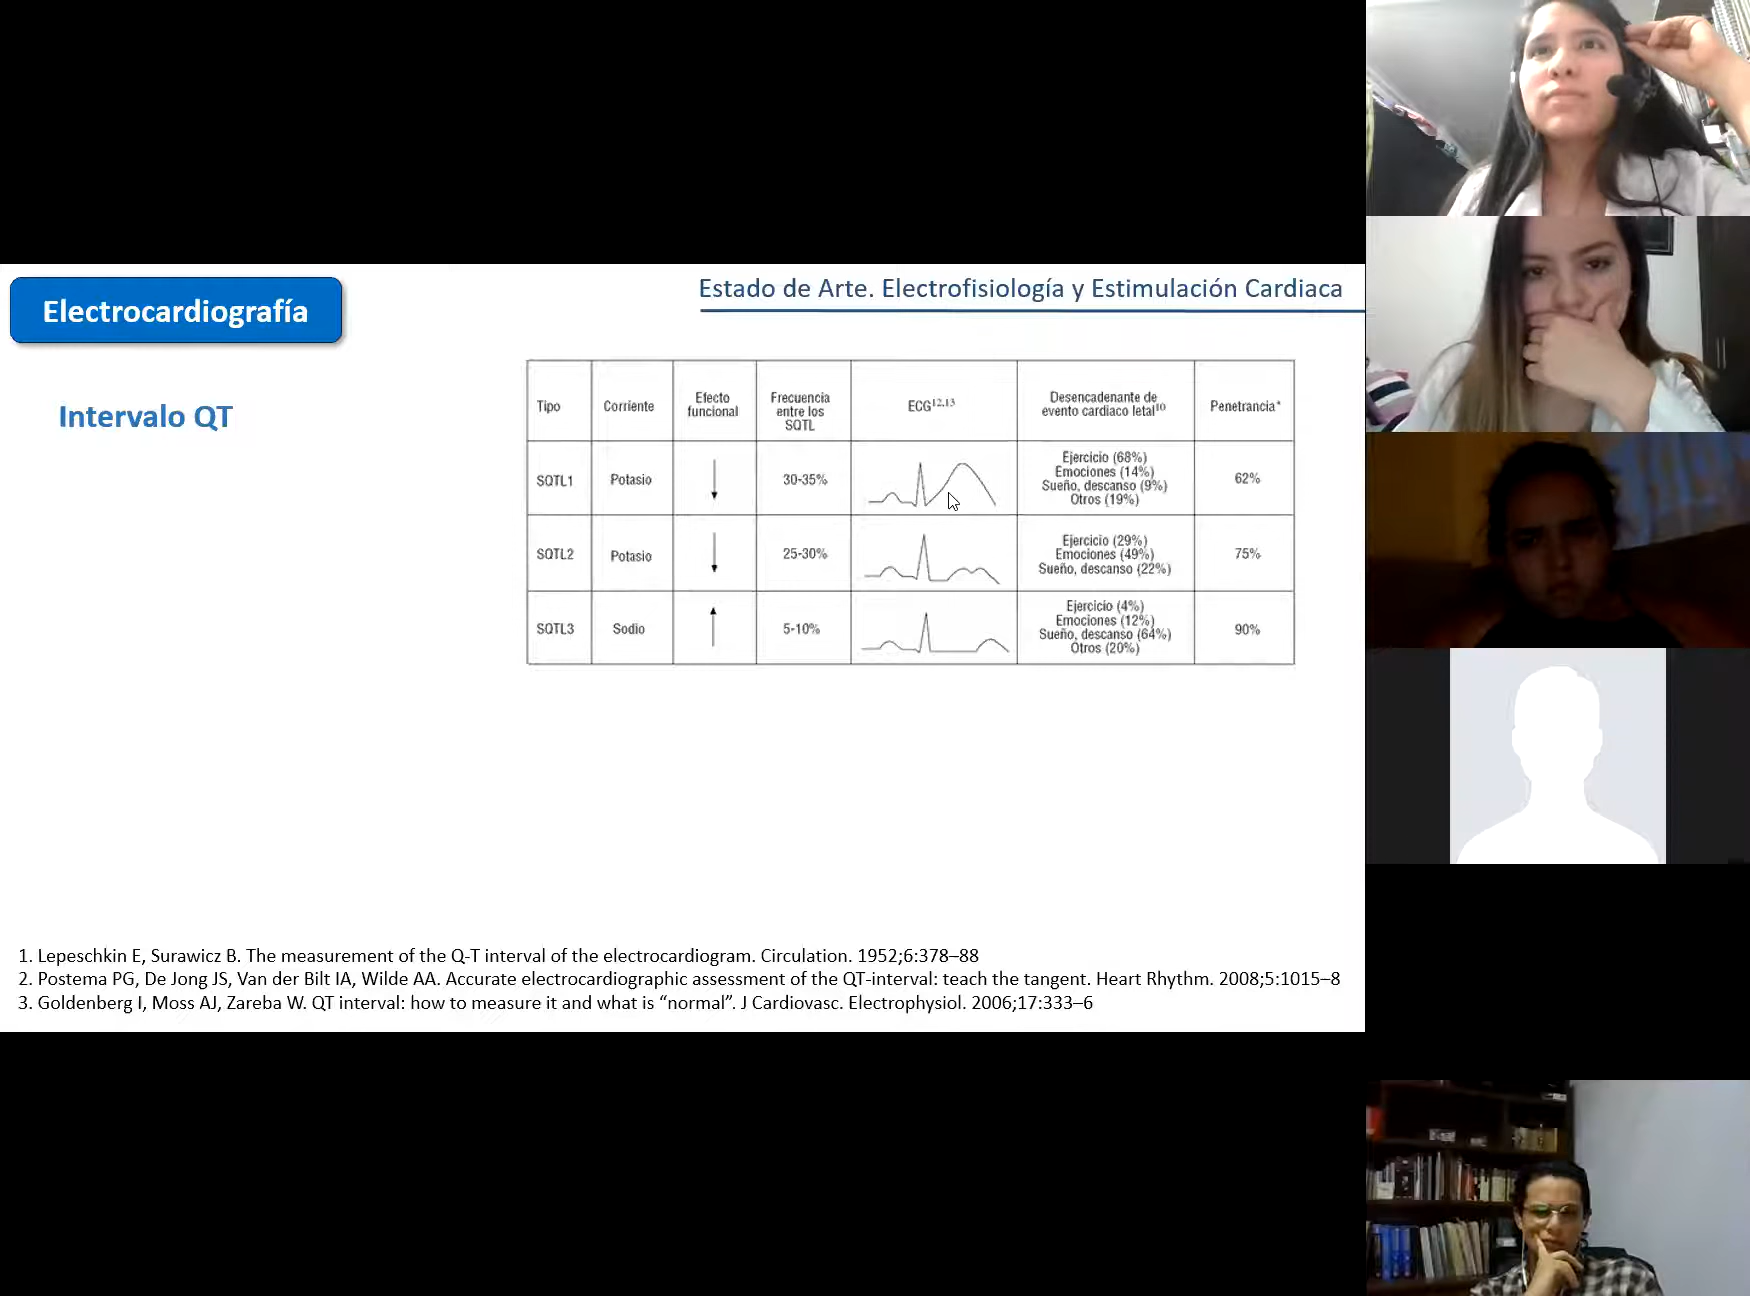 Electrocardiografía
Estado de Arte. Electrofisiología y Estimulación Cardiaca
Intervalo QT
Tipo
Corriente
Efecto
funcional
Frecuencia
entre los
SQTL
ECG12,13
Desencadenante de
evento cardiaco letal10
Penetrancia*
SQTL1
Potasio
30-35%
Ejercicio (68%)
Emociones (14%)
Sueño, descanso (9%)
Otros (19%)
62%
SQTL2
Potasio
25-30%
Ejercicio (29%)
Emociones (49%)
Sueño, descanso (22%)
75%
SQTL3
Sodio
5-10%
Ejercicio (4%)
Emociones (12%)
Sueño, descanso (64%)
Otros (20%)
90%
1. Lepeschkin E, Surawicz B. The measurement of the Q-T interval of the electrocardiogram. Circulation. 1952;6:378–88
2. Postema PG, De Jong JS, Van der Bilt IA, Wilde AA. Accurate electrocardiographic assessment of the QT-interval: teach the tangent. Heart Rhythm. 2008;5:1015–8
3. Goldenberg I, Moss AJ, Zareba W. QT interval: how to measure it and what is “normal”. J Cardiovasc. Electrophysiol. 2006;17:333–6